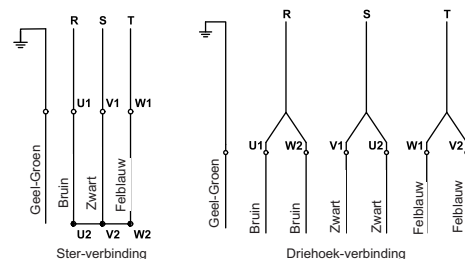 R S T
U1 V1 W1
Geel-Groen
Bruin
Zwart
Felblauw
U2 V2 W2
Ster-verbinding
R S T
U1 W2 V1 U2 W1 V2
Geel-Groen
Bruin
Bruin
Zwart
Zwart
Felblauw
Felblauw
Driehoek-verbinding